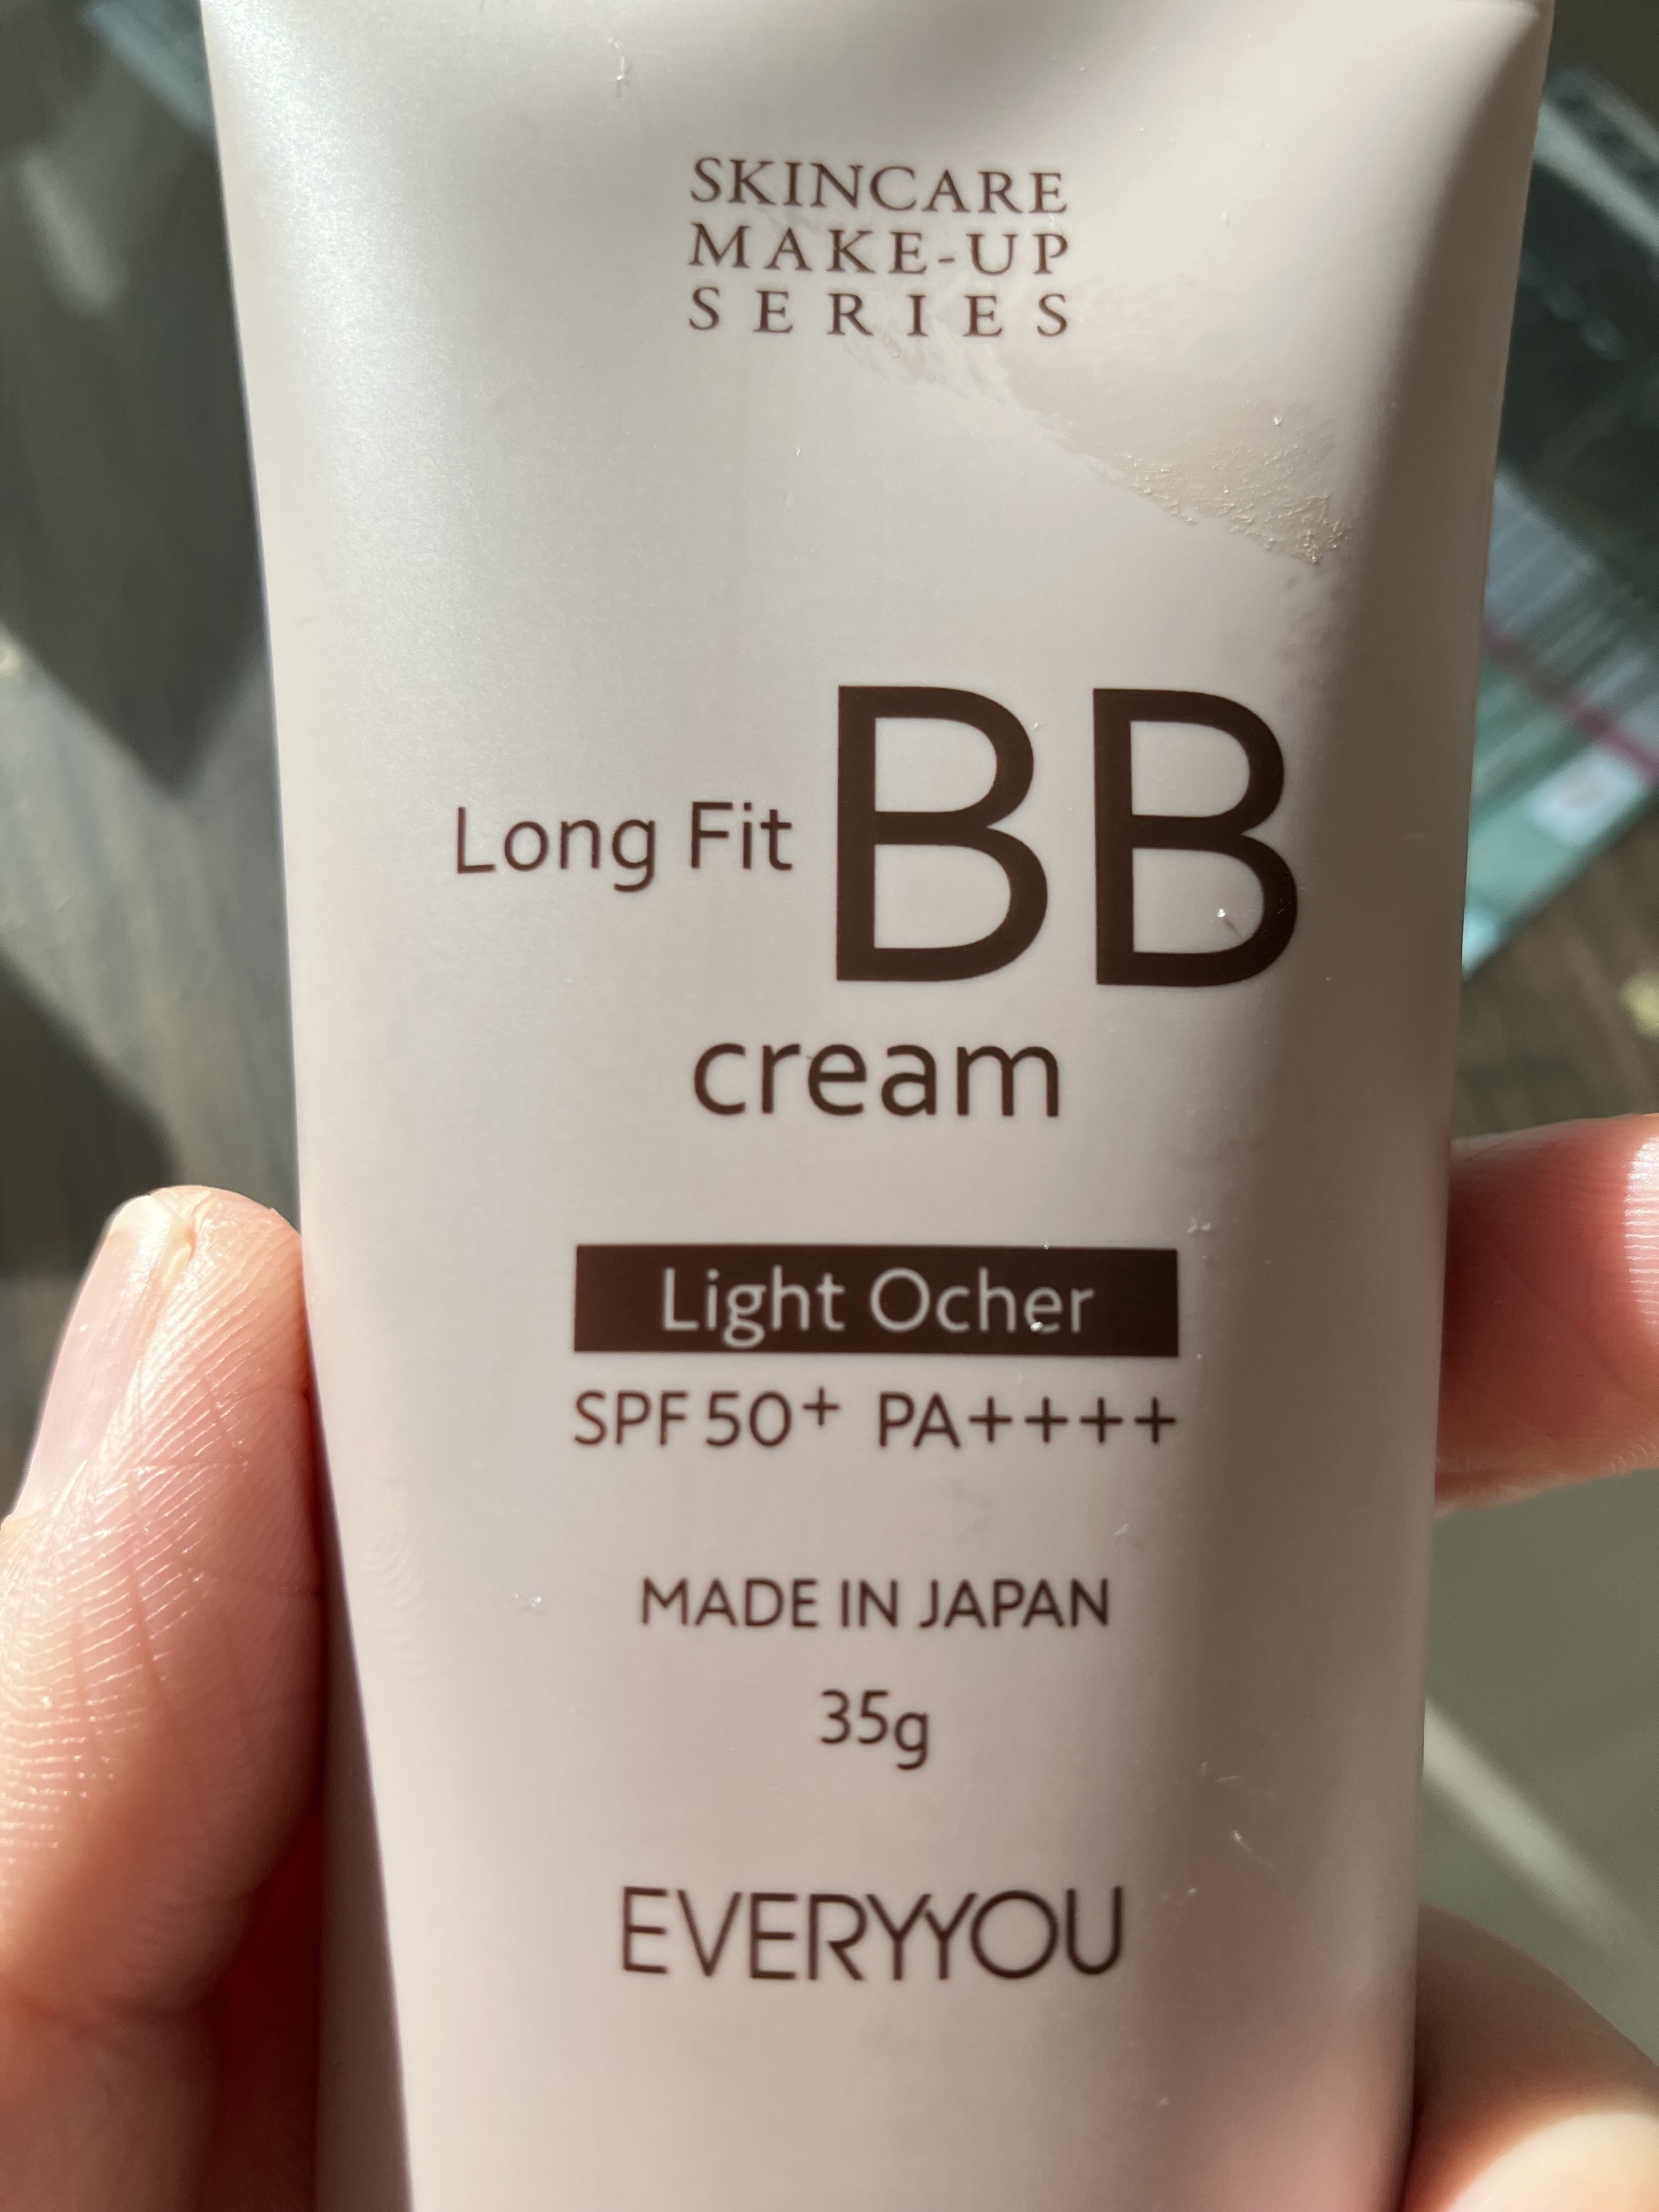 SKINCARE
MAKE-UP
SERIES
Long Fit BB
cream
Light Ocher
SPF50+ PA++++
MADE IN JAPAN
35g
EVERYYOU